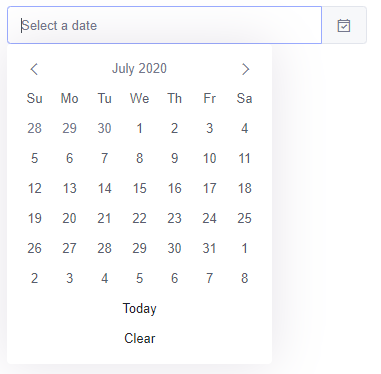 Select a date
July 2020
Su Mo Tu We Th Fr Sa
28 29 30 1 2 3 4
5 6 7 8 9 10 11
12 13 14 15 16 17 18
19 20 21 22 23 24 25
26 27 28 29 30 31 1
2 3 4 5 6 7 8
Today
Clear